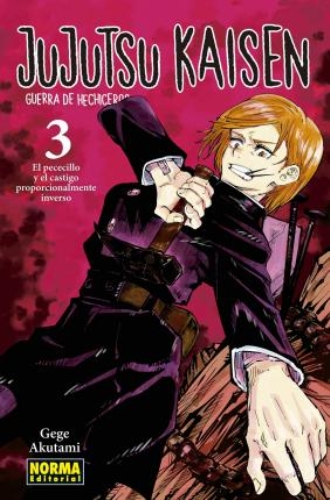 JUJUTSU KAISEN
GUERRA DE HECHICEROS
3
El pececillo
y el castigo
proporcionalmente
inverso
Gege
Akutami
NORMA
Editorial